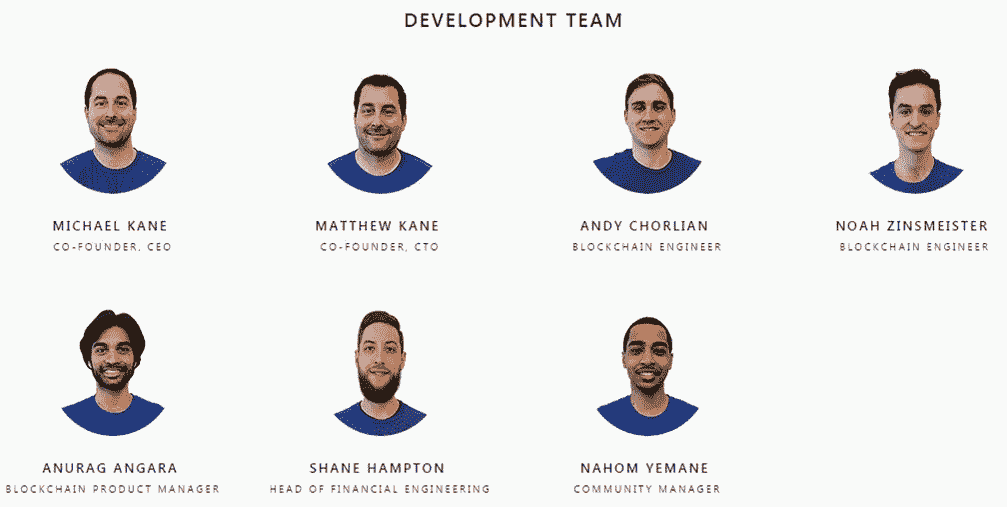 DEVELOPMENT TEAM
MICHAEL KANE
CO-FOUNDER, CEO
MATTHEW KANE
CO-FOUNDER, CTO
ANDY CHORLIAN
BLOCKCHAIN ENGINEER
NOAH ZINSMEISTER
BLOCKCHAIN ENGINEER
ANURAG ANGARA
BLOCKCHAIN PRODUCT MANAGER
SHANE HAMPTON
HEAD OF FINANCIAL ENGINEERING
NAHOM YEMANE
COMMUNITY MANAGER